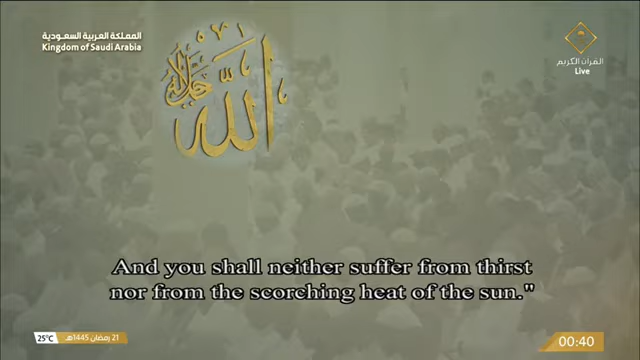 المملكة العربية السعودية
Kingdom of Saudi Arabia
الله
جل جلاله
القرآن الكريم
Live
And you shall neither suffer from thirst
nor from the scorching heat of the sun."
25°C
21 رمضان 1445هـ
00:40